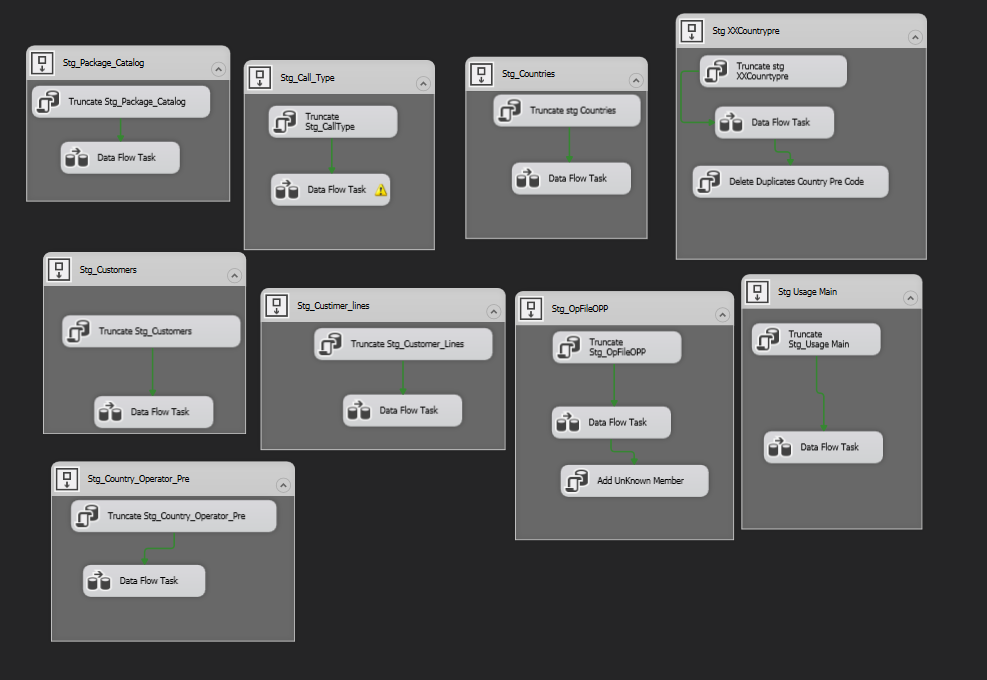 Stg_Package_Catalog
Truncate Stg_Package_Catalog
Data Flow Task
Stg_Call_Type
Truncate
Stg_CallType
Data Flow Task
Stg_Countries
Truncate stg Countries
Data Flow Task
Stg XXCountrypre
Truncate stg
XXCounrtypre
Data Flow Task
Delete Duplicates Country Pre Code
Stg_Customers
Truncate Stg_Customers
Data Flow Task
Stg_Custimer_lines
Truncate Stg_Customer_Lines
Data Flow Task
Stg_OpFileOPP
Truncate
Stg_OpFileOPP
Data Flow Task
Add UnKnown Member
Stg Usage Main
Truncate
Stg_Usage Main
Data Flow Task
Stg_Country_Operator_Pre
Truncate Stg_Country_Operator_Pre
Data Flow Task